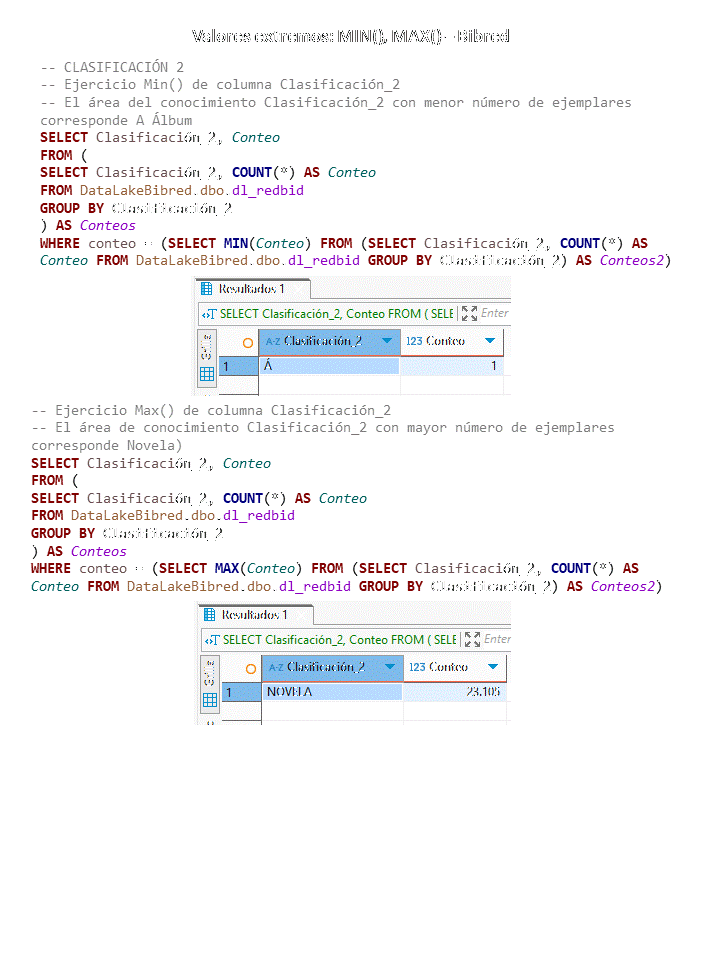 Valores extremos: MIN(), MAX() - Bibred
-- CLASIFICACIÓN 2
-- Ejercicio Min() de columna Clasificación_2
-- El área del conocimiento Clasificación_2 con menor número de ejemplares
corresponde A Álbum
SELECT Clasificación_2, Conteo
FROM (
SELECT Clasificación_2, COUNT(*) AS Conteo
FROM DataLakeBibred.dbo.dl_redbid
GROUP BY Clasificación_2
) AS Conteos
WHERE conteo = (SELECT MIN(Conteo) FROM (SELECT Clasificación_2, COUNT(*) AS
Conteo FROM DataLakeBibred.dbo.dl_redbid GROUP BY Clasificación_2) AS Conteos2)
Resultados 1
SELECT Clasificación_2, Conteo FROM ( SELE
Enter
A-Z Clasificación_2 123 Conteo
1 Á 1
-- Ejercicio Max() de columna Clasificación_2
-- El área de conocimiento Clasificación_2 con mayor número de ejemplares
corresponde Novela)
SELECT Clasificación_2, Conteo
FROM (
SELECT Clasificación_2, COUNT(*) AS Conteo
FROM DataLakeBibred.dbo.dl_redbid
GROUP BY Clasificación_2
) AS Conteos
WHERE conteo = (SELECT MAX(Conteo) FROM (SELECT Clasificación_2, COUNT(*) AS
Conteo FROM DataLakeBibred.dbo.dl_redbid GROUP BY Clasificación_2) AS Conteos2)
Resultados 1
SELECT Clasificación_2, Conteo FROM ( SELE
Enter
A-Z Clasificación_2 123 Conteo
1 NOVELA 23.105